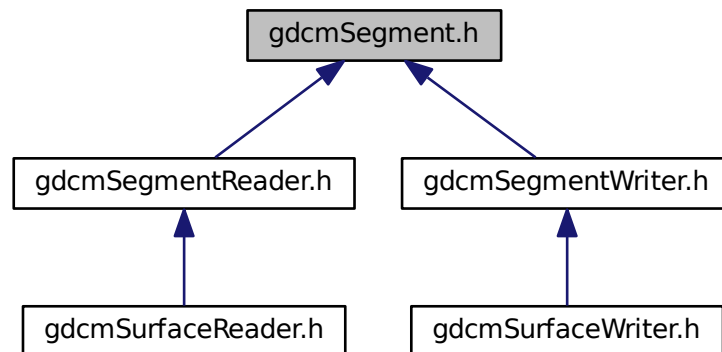 gdcmSegment.h
gdcmSegmentReader.h
gdcmSegmentWriter.h
gdcmSurfaceReader.h
gdcmSurfaceWriter.h